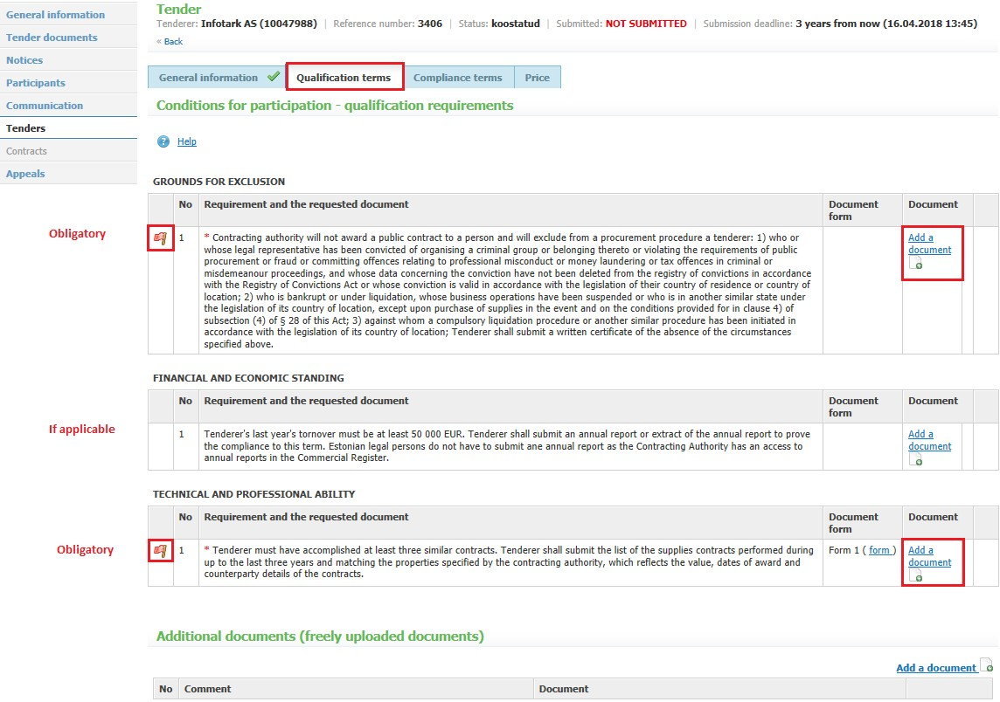 General information
Tender documents
Notices
Participants
Communication
Tenders
Contracts
Appeals
Tender
Tenderer: Infotark AS (10047988) | Reference number: 3406 | Status: koostatud | Submitted: NOT SUBMITTED | Submission deadline: 3 years from now (16.04.2018 13:45)
« Back
General information
Qualification terms
Compliance terms
Price
Conditions for participation - qualification requirements
? Help
GROUNDS FOR EXCLUSION
No Requirement and the requested document Document form Document
Obligatory
1 * Contracting authority will not award a public contract to a person and will exclude from a procurement procedure a tenderer: 1) who or
whose legal representative has been convicted of organising a criminal group or belonging thereto or violating the requirements of public
procurement or fraud or committing offences relating to professional misconduct or money laundering or tax offences in criminal or
misdemeanour proceedings, and whose data concerning the conviction have not been deleted from the registry of convictions in accordance
with the Registry of Convictions Act or whose conviction is valid in accordance with the legislation of their country of residence or country of
location; 2) who is bankrupt or under liquidation, whose business operations have been suspended or who is in another similar state under
the legislation of its country of location, except upon purchase of supplies in the event and on the conditions provided for in clause 4) of
subsection (4) of § 28 of this Act; 3) against whom a compulsory liquidation procedure or another similar procedure has been initiated in
accordance with the legislation of its country of location; Tenderer shall submit a written certificate of the absence of the circumstances
specified above.
Add a
document
FINANCIAL AND ECONOMIC STANDING
No Requirement and the requested document Document form Document
If applicable
1 Tenderer's last year's turnover must be at least 50 000 EUR. Tenderer shall submit an annual report or extract of the annual report to prove
the compliance to this term. Estonian legal persons do not have to submit ane annual report as the Contracting Authority has an access to
annual reports in the Commercial Register.
Add a
document
TECHNICAL AND PROFESSIONAL ABILITY
No Requirement and the requested document Document form Document
Obligatory
1 * Tenderer must have accomplished at least three similar contracts. Tenderer shall submit the list of the supplies contracts performed during
up to the last three years and matching the properties specified by the contracting authority, which reflects the value, dates of award and
counterparty details of the contracts.
Form 1 ( form )
Add a
document
Additional documents (freely uploaded documents)
Add a document
No Comment Document